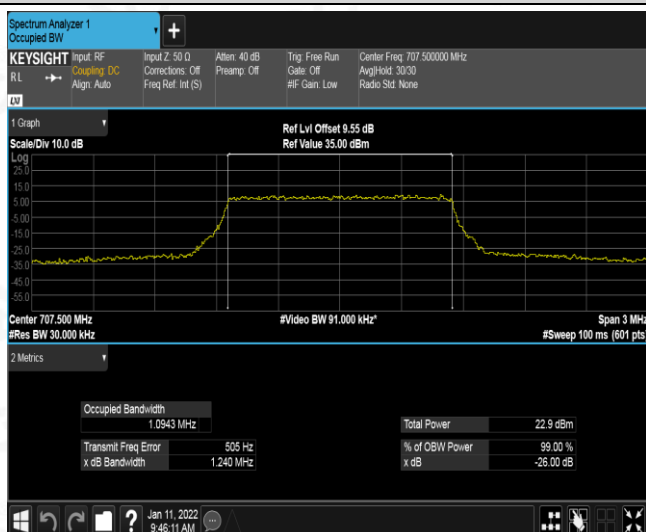 Spectrum Analyzer 1
Occupied BW
+
KEYSIGHT
R L
Input: RF
Coupling: DC
Align: Auto
Input Z: 50 Ω
Corrections: Off
Freq Ref: Int (S)
Atten: 40 dB
Preamp: Off
Trig: Free Run
Gate: Off
#IF Gain: Low
Center Freq: 707.500000 MHz
Avg|Hold: 30/30
Radio Std: None
LXI
1 Graph
Scale/Div 10.0 dB
Ref Lvl Offset 9.55 dB
Ref Value 35.00 dBm
Log
25.0
15.0
5.00
-5.00
-15.0
-25.0
-35.0
-45.0
-55.0
Center 707.500 MHz
#Res BW 30.000 kHz
#Video BW 91.000 kHz*
Span 3 MHz
#Sweep 100 ms (601 pts)
2 Metrics
Occupied Bandwidth
1.0943 MHz
Total Power 22.9 dBm
Transmit Freq Error 505 Hz
% of OBW Power 99.00 %
x dB Bandwidth 1.240 MHz
x dB -26.00 dB
?
Jan 11, 2022
9:46:11 AM